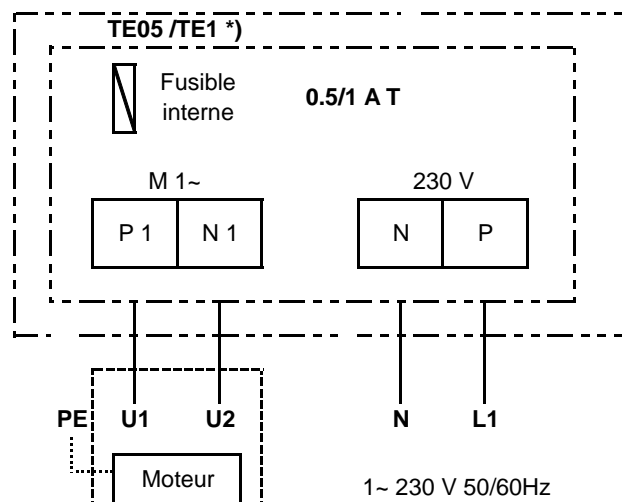 TE05 /TE1 *)
Fusible
interne
0.5/1 A T
M 1~
230 V
P 1
N 1
N
P
PE
U1
U2
N
L1
Moteur
1~ 230 V 50/60Hz